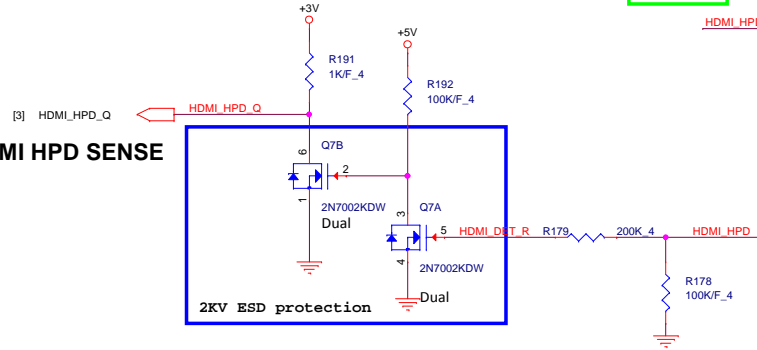 +3V
+5V
HDMI_HPD
R191
1K/F_4
R192
100K/F_4
[3] HDMI_HPD_Q
HDMI_HPD_Q
MI HPD SENSE
6
Q7B
2
1
2N7002KDW
Dual
3
Q7A
5
HDMI_DET_R
R179
200K_4
HDMI_HPD
4
2N7002KDW
Dual
R178
100K/F_4
2KV ESD protection